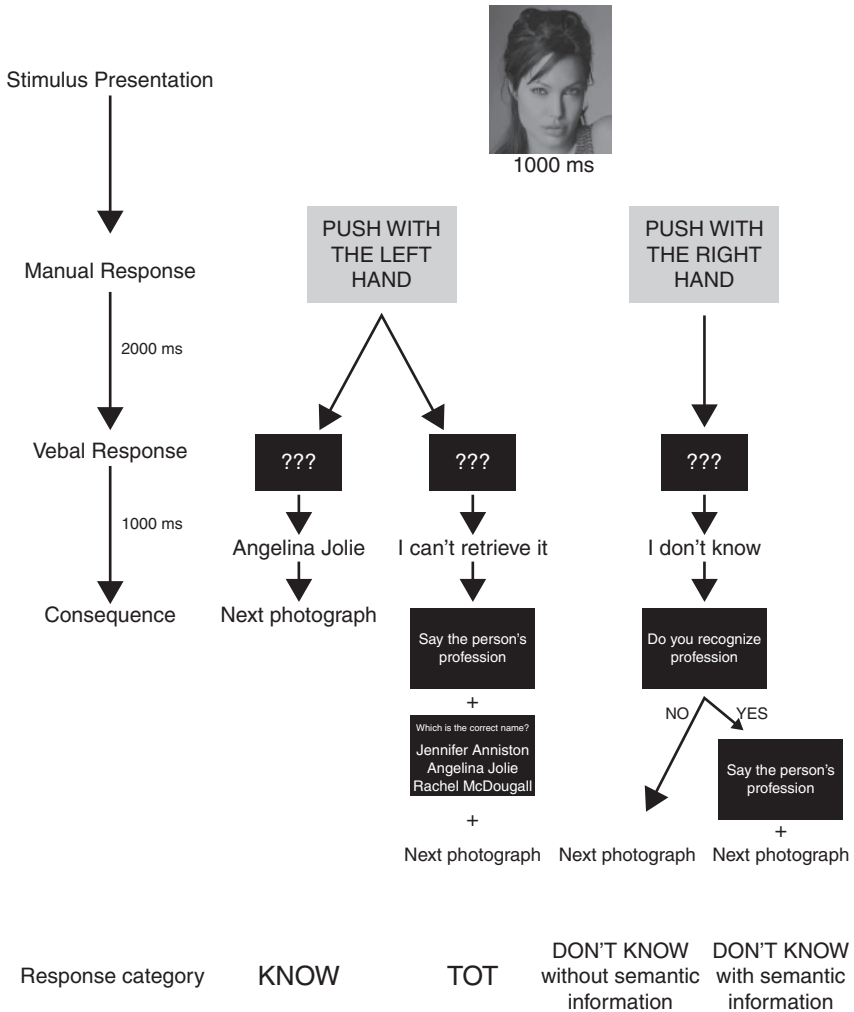 Stimulus Presentation
1000 ms
PUSH WITH
THE LEFT
HAND
PUSH WITH
THE RIGHT
HAND
Manual Response
2000 ms
Vebal Response
???
???
???
1000 ms
Angelina Jolie
I can't retrieve it
I don't know
Consequence
Next photograph
Say the person's
profession
Do you recognize
profession
+
NO
YES
Which is the correct name?
Jennifer Anniston
Angelina Jolie
Rachel McDougall
Say the person's
profession
+
+
Next photograph
Next photograph
Next photograph
Response category
KNOW
TOT
DON'T KNOW
without semantic
information
DON'T KNOW
with semantic
information